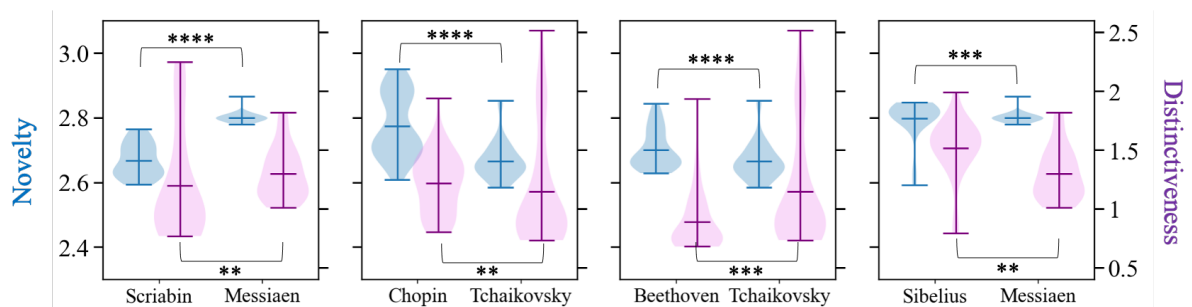 Novelty
3.0
2.8
2.6
2.4
****
**
Scriabin Messiaen
****
**
Chopin Tchaikovsky
****
***
Beethoven Tchaikovsky
***
**
Sibelius Messiaen
2.5
2
1.5
1
0.5
Distinctiveness